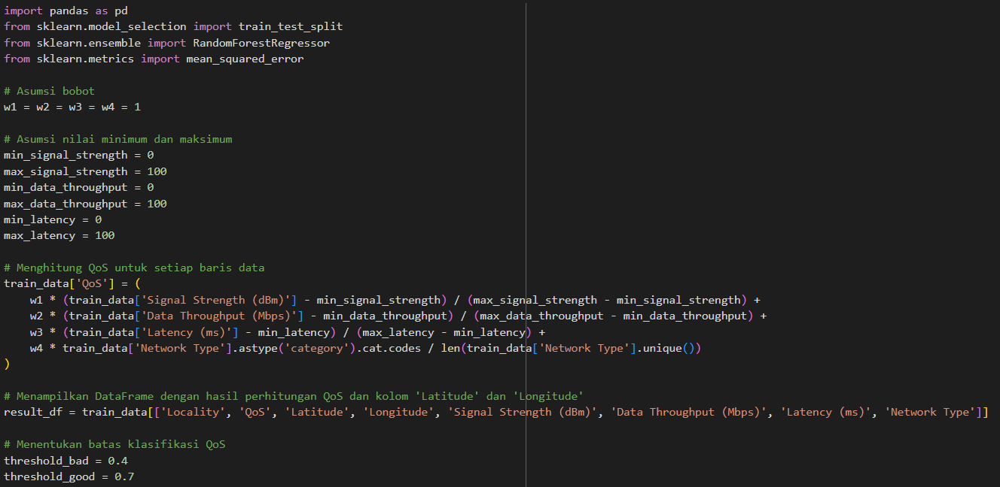 import pandas as pd
from sklearn.model_selection import train_test_split
from sklearn.ensemble import RandomForestRegressor
from sklearn.metrics import mean_squared_error

# Asumsi bobot
w1 = w2 = w3 = w4 = 1

# Asumsi nilai minimum dan maksimum
min_signal_strength = 0
max_signal_strength = 100
min_data_throughput = 0
max_data_throughput = 100
min_latency = 0
max_latency = 100

# Menghitung QoS untuk setiap baris data
train_data['QoS'] = (
    w1 * (train_data['Signal Strength (dBm)'] - min_signal_strength) / (max_signal_strength - min_signal_strength) +
    w2 * (train_data['Data Throughput (Mbps)'] - min_data_throughput) / (max_data_throughput - min_data_throughput) +
    w3 * (train_data['Latency (ms)'] - min_latency) / (max_latency - min_latency) +
    w4 * train_data['Network Type'].astype('category').cat.codes / len(train_data['Network Type'].unique())
)

# Menampilkan DataFrame dengan hasil perhitungan QoS dan kolom 'Latitude' dan 'Longitude'
result_df = train_data[['Locality', 'QoS', 'Latitude', 'Longitude', 'Signal Strength (dBm)', 'Data Throughput (Mbps)', 'Latency (ms)', 'Network Type']]

# Menentukan batas klasifikasi QoS
threshold_bad = 0.4
threshold_good = 0.7